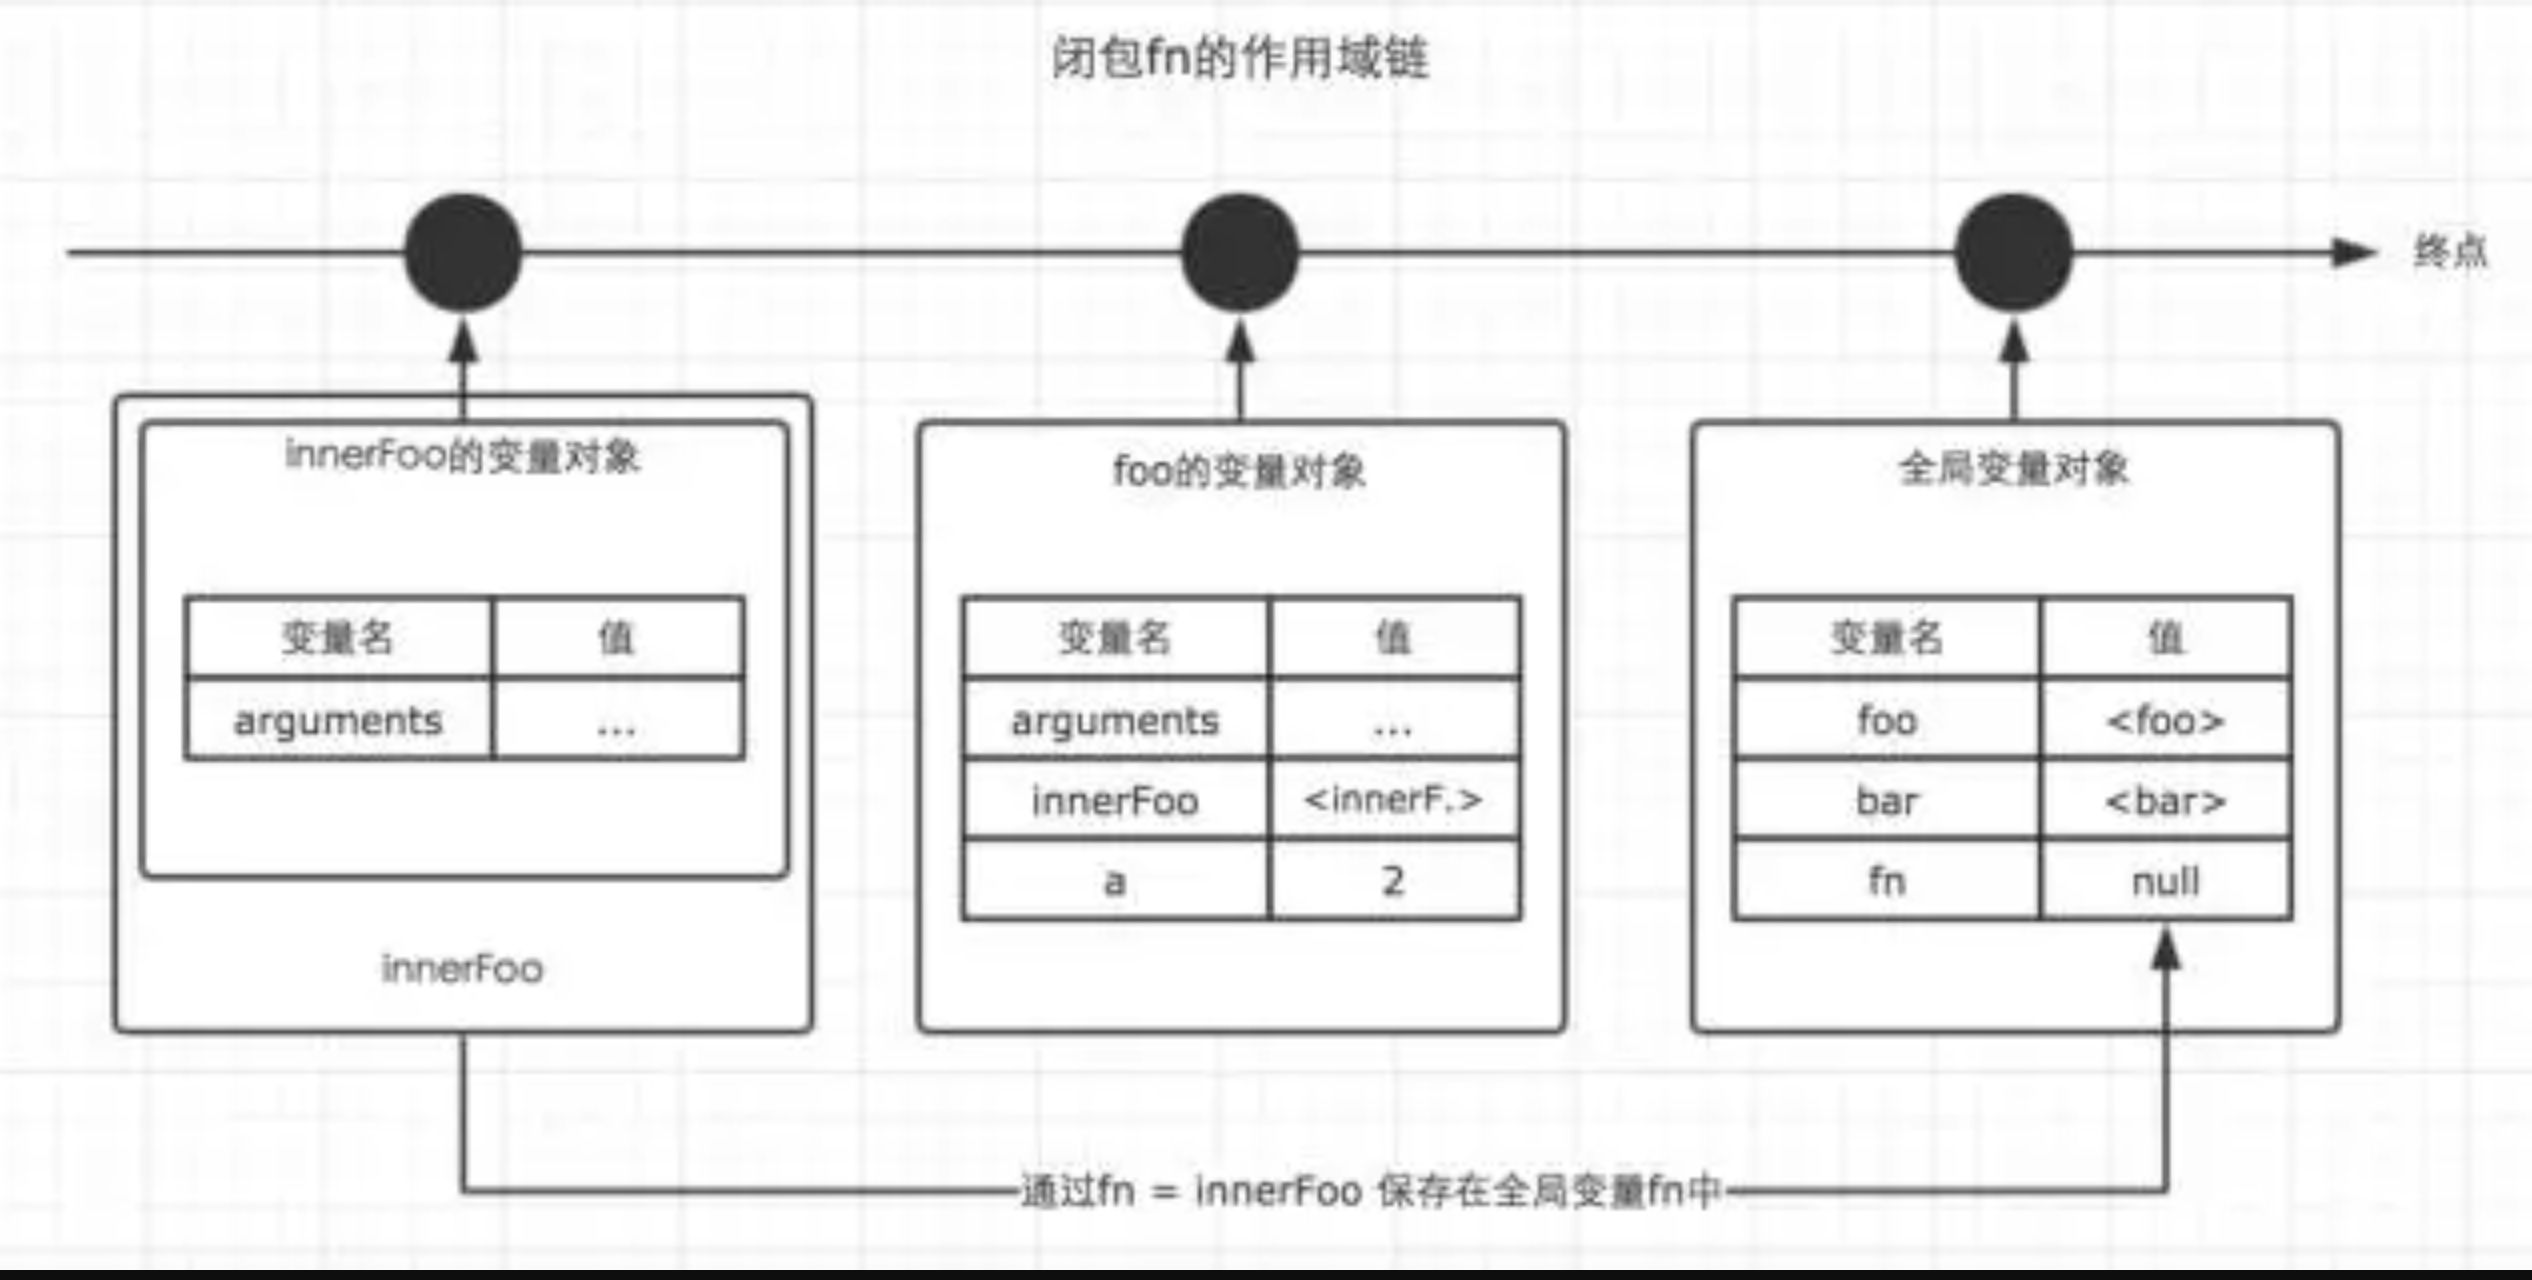 闭包fn的作用域链
终点
innerFoo的变量对象
变量名 值
arguments ...
innerFoo
foo的变量对象
变量名 值
arguments ...
innerFoo <innerF.>
a 2
全局变量对象
变量名 值
foo <foo>
bar <bar>
fn null
通过fn = innerFoo 保存在全局变量fn中